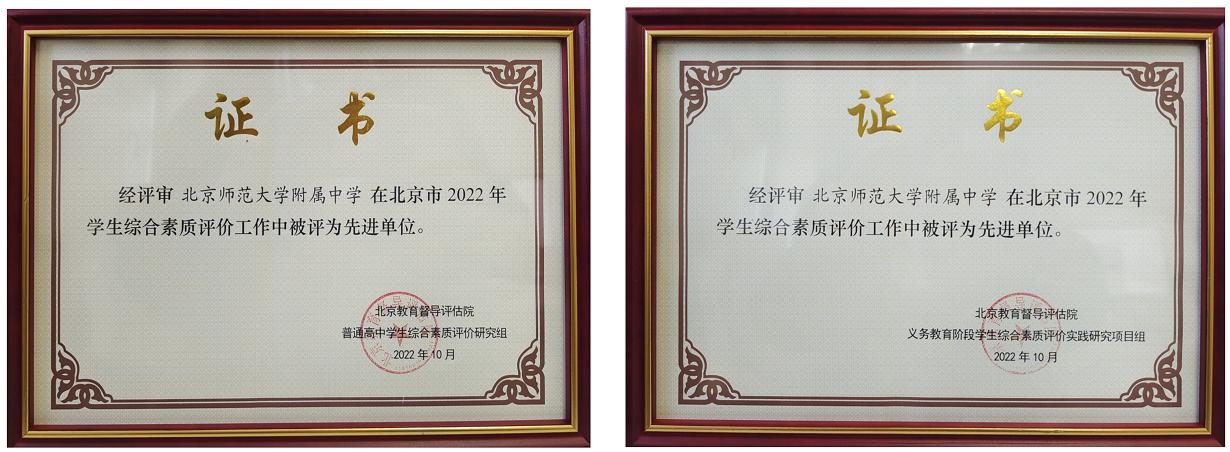 证 书
经评审 北京师范大学附属中学 在北京市 2022 年
学生综合素质评价工作中被评为先进单位。
北京教育督导评估院
普通高中学生综合素质评价研究组
2022 年 10 月
证 书
经评审 北京师范大学附属中学 在北京市 2022 年
学生综合素质评价工作中被评为先进单位。
北京教育督导评估院
义务教育阶段学生综合素质评价实践研究项目组
2022 年 10 月